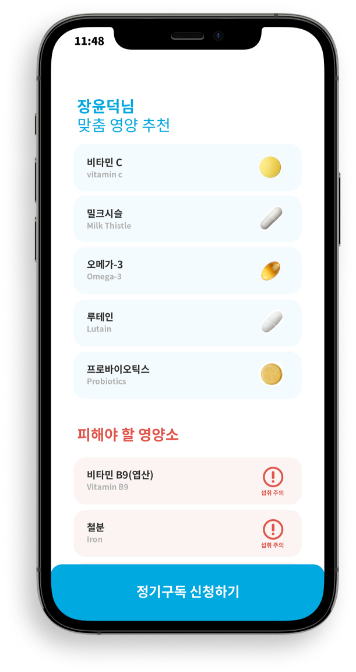 11:48
장윤덕님
맞춤 영양 추천
비타민 C
vitamin c
밀크시슬
Milk Thistle
오메가-3
Omega-3
루테인
Lutain
프로바이오틱스
Probiotics
피해야 할 영양소
비타민 B9(엽산)
Vitamin B9
섭취 주의
철분
Iron
섭취 주의
정기구독 신청하기